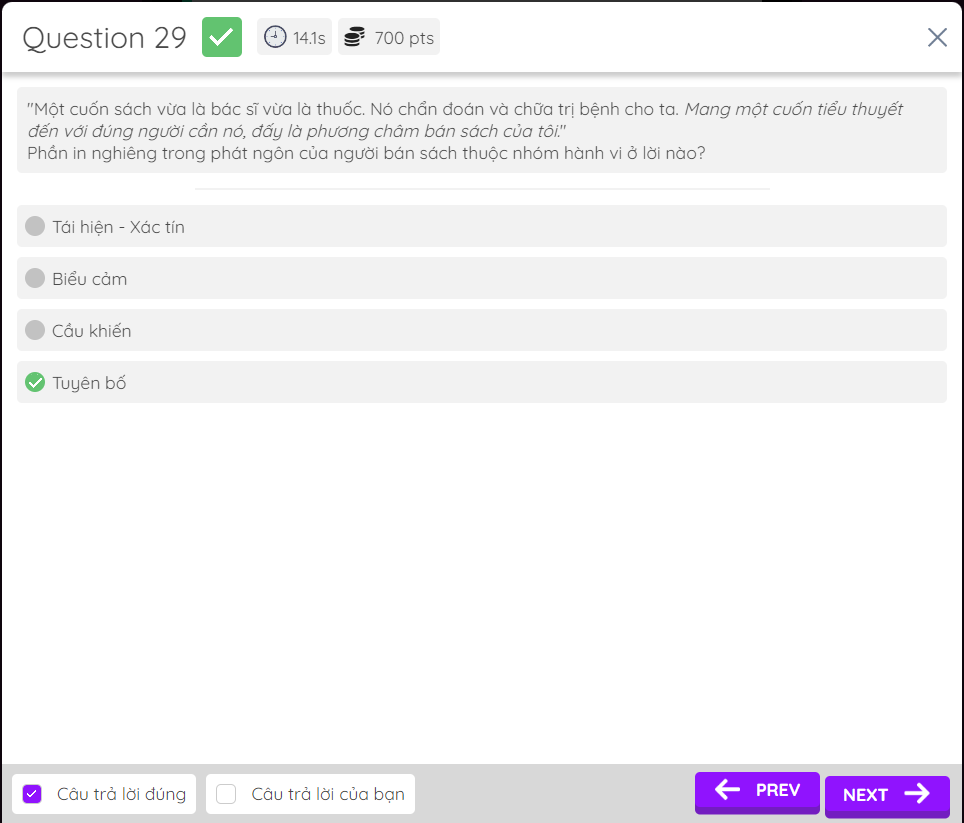 Question 29
14.1s
700 pts
"Một cuốn sách vừa là bác sĩ vừa là thuốc. Nó chẩn đoán và chữa trị bệnh cho ta. Mang một cuốn tiểu thuyết
đến với đúng người cần nó, đấy là phương châm bán sách của tôi."
Phần in nghiêng trong phát ngôn của người bán sách thuộc nhóm hành vi ở lời nào?
Tái hiện - Xác tín
Biểu cảm
Cầu khiến
Tuyên bố
Câu trả lời đúng
Câu trả lời của bạn
PREV
NEXT